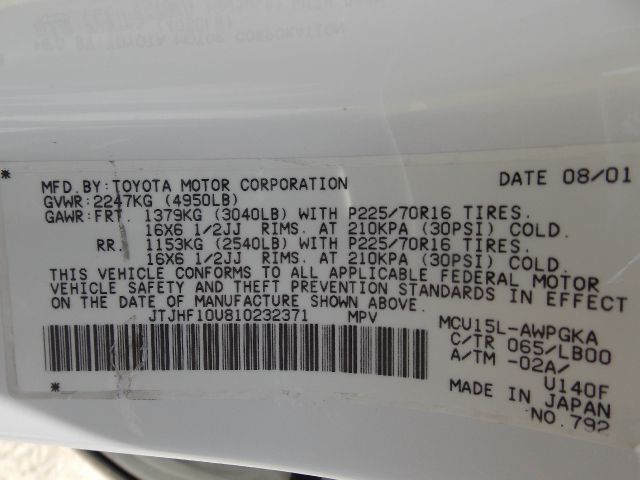 MFD. BY: TOYOTA MOTOR CORPORATION DATE 08/01
GVWR: 2247KG (4950LB)
GAWR: FRT. 1379KG (3040LB) WITH P225/70R16 TIRES.
16X6 1/2JJ RIMS. AT 210KPA (30PSI) COLD.
RR. 1153KG (2540LB) WITH P225/70R16 TIRES.
16X6 1/2JJ RIMS. AT 210KPA (30PSI) COLD.
THIS VEHICLE CONFORMS TO ALL APPLICABLE FEDERAL MOTOR
VEHICLE SAFETY AND THEFT PREVENTION STANDARDS IN EFFECT
ON THE DATE OF MANUFACTURE SHOWN ABOVE.
JTJHF10U810232371 MPV
MCU15L-AWPGKA
C/TR 065/LB00
A/TM -02A/
U140F
MADE IN JAPAN
NO. 792